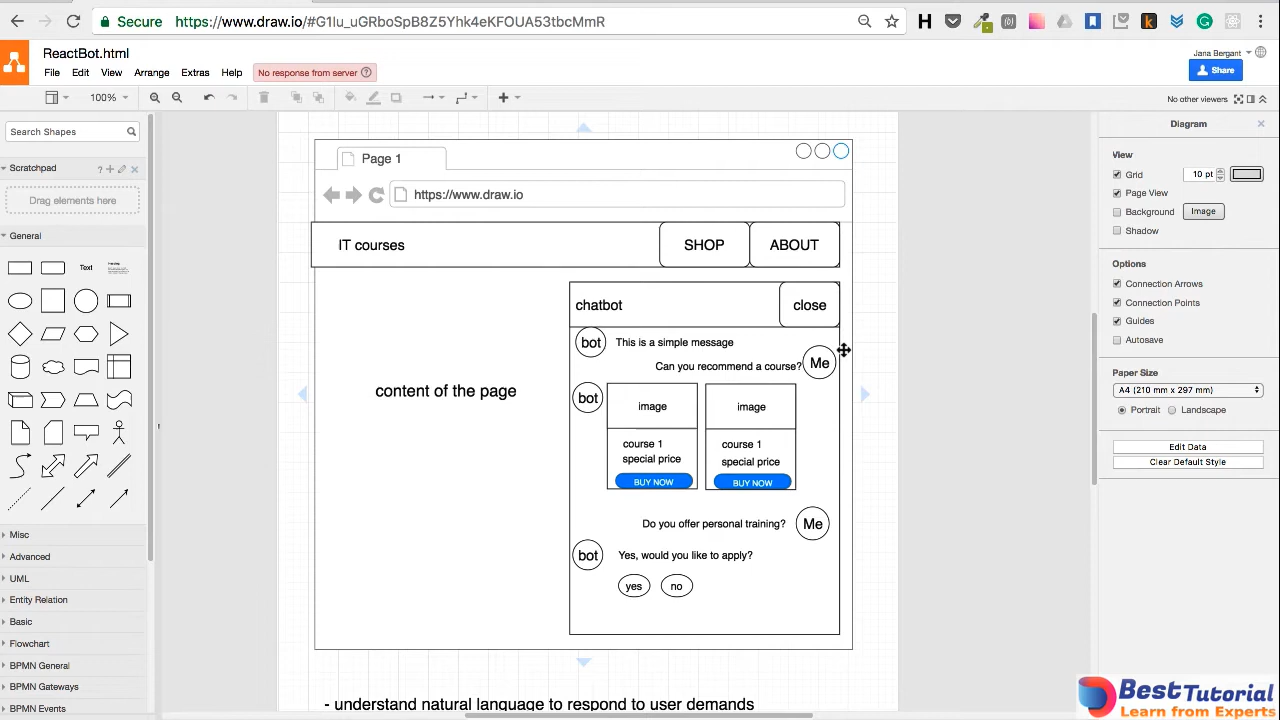 Secure https://www.draw.io/#G1Iu_uGRboSpB8Z5Yhk4eKFOUA53tbcMmR
ReactBot.html
Jana Bergant
File Edit View Arrange Extras Help No response from server
Share
100%
No other viewers
Search Shapes
Scratchpad
Drag elements here
General
Text
Misc
Advanced
UML
Entity Relation
Basic
Flowchart
BPMN General
BPMN Gateways
BPMN Events
Page 1
https://www.draw.io
IT courses
SHOP
ABOUT
content of the page
chatbot
close
bot This is a simple message
Can you recommend a course? Me
bot
image
image
course 1
special price
BUY NOW
course 1
special price
BUY NOW
Do you offer personal training? Me
bot Yes, would you like to apply?
yes no
- understand natural language to respond to user demands
Diagram
View
Grid 10 pt
Page View
Background Image
Shadow
Options
Connection Arrows
Connection Points
Guides
Autosave
Paper Size
A4 (210 mm x 297 mm)
Portrait Landscape
Edit Data
Clear Default Style
BestTutorial
Learn from Experts